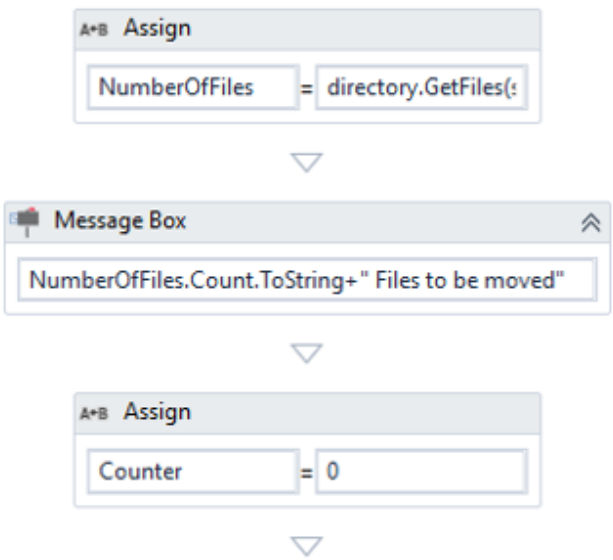 A+B Assign
NumberOfFiles = directory.GetFiles(
Message Box
NumberOfFiles.Count.ToString+" Files to be moved"
A+B Assign
Counter = 0